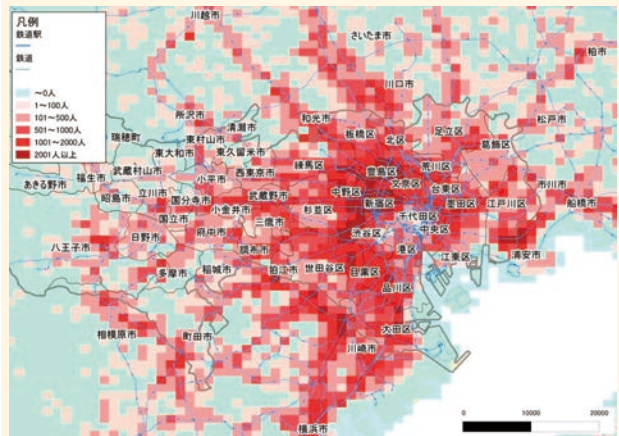 凡例
鉄道駅
鉄道
～0人
1～100人
101～500人
501～1000人
1001～2000人
2001人以上
川越市
さいたま市
柏市
川口市
所沢市
和光市
松戸市
清瀬市
板橋区
北区
足立区
葛飾区
瑞穂町
東村山市
東大和市
東久留米市
練馬区
豊島区
荒川区
武蔵村山市
小平市
西東京市
文京区
台東区
市川市
福生市
あきる野市
立川市
昭島市
国分寺市
武蔵野市
中野区
新宿区
墨田区
江戸川区
船橋市
小金井市
杉並区
千代田区
国立市
三鷹市
中央区
日野市
府中市
渋谷区
八王子市
調布市
港区
浦安市
多摩市
稲城市
狛江市
世田谷区
目黒区
江東区
品川区
相模原市
町田市
大田区
川崎市
横浜市
0 10000 20000